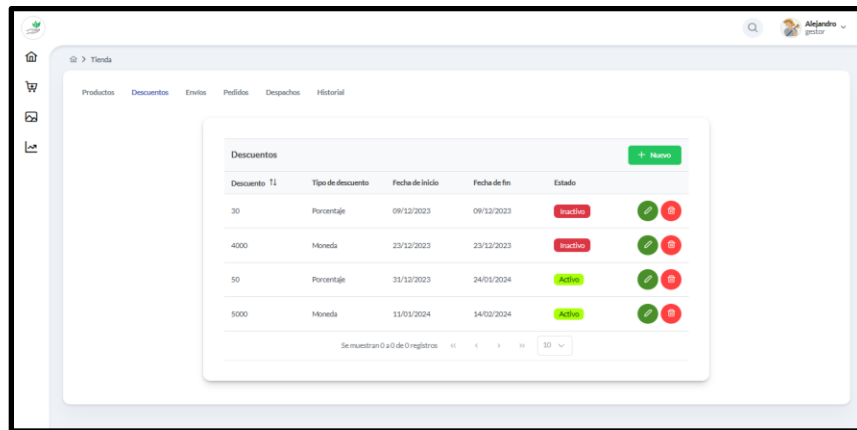 Alejandro
gestor
Tienda
Productos Descuentos Envíos Pedidos Despachos Historial
Descuentos + Nuevo
Descuento Tipo de descuento Fecha de inicio Fecha de fin Estado
30 Porcentaje 09/12/2023 09/12/2023 Inactivo
4000 Moneda 23/12/2023 23/12/2023 Inactivo
50 Porcentaje 31/12/2023 24/01/2024 Activo
5000 Moneda 11/01/2024 14/02/2024 Activo
Se muestran 0 a 0 de 0 registros « ‹ › » 10